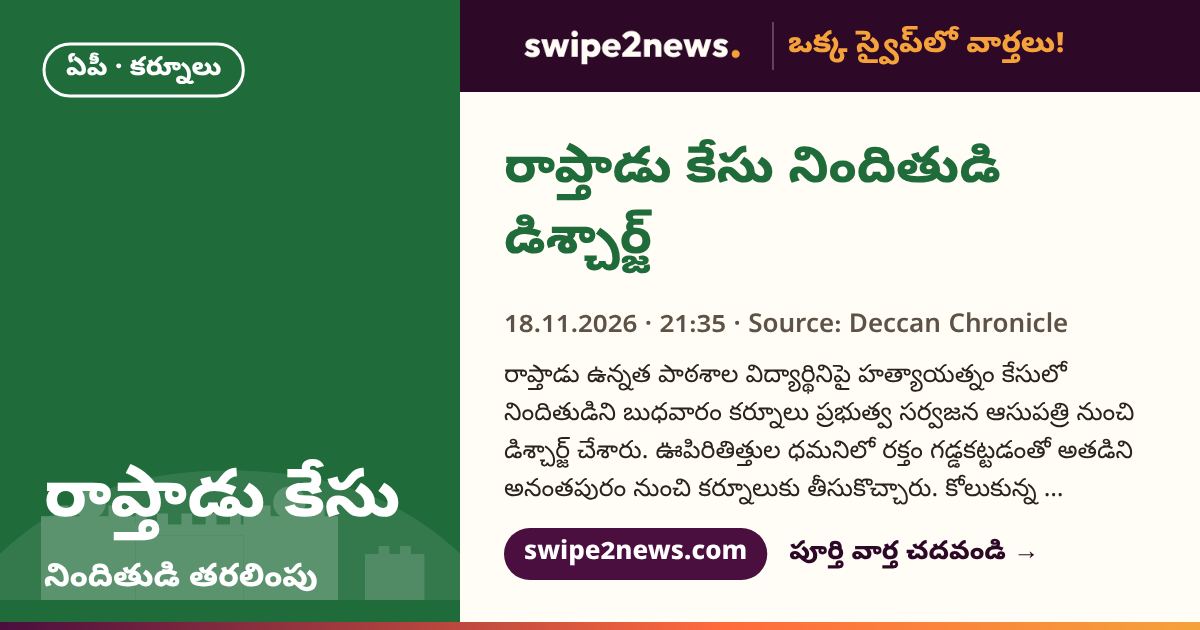 ఏపీ · కర్నూలు
రాప్తాడు కేసు
నిందితుడి తరలింపు
swipe2news. ఒక్క స్వైప్‌లో వార్తలు!
రాప్తాడు కేసు నిందితుడి
డిశ్చార్జ్
18.11.2026 · 21:35 · Source: Deccan Chronicle
రాప్తాడు ఉన్నత పాఠశాల విద్యార్థినిపై హత్యాయత్నం కేసులో
నిందితుడిని బుధవారం కర్నూలు ప్రభుత్వ సర్వజన ఆసుపత్రి నుంచి
డిశ్చార్జ్ చేశారు. ఊపిరితిత్తుల ధమనిలో రక్తం గడ్డకట్టడంతో అతడిని
అనంతపురం నుంచి కర్నూలుకు తీసుకొచ్చారు. కోలుకున్న ...
swipe2news.com పూర్తి వార్త చదవండి →